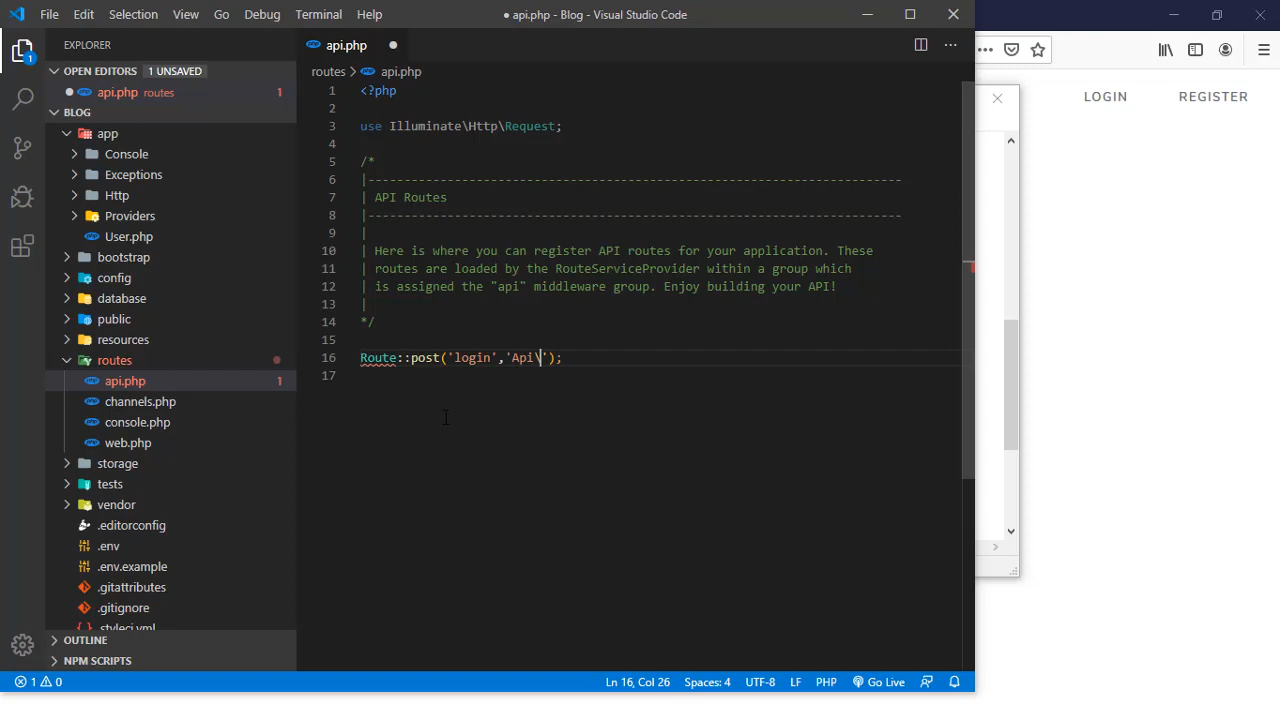 File Edit Selection View Go Debug Terminal Help
● api.php - Blog - Visual Studio Code
EXPLORER
OPEN EDITORS 1 UNSAVED
api.php routes 1
BLOG
app
Console
Exceptions
Http
Providers
User.php
bootstrap
config
database
public
resources
routes
api.php 1
channels.php
console.php
web.php
storage
tests
vendor
.editorconfig
.env
.env.example
.gitattributes
.gitignore
.styleci.yml
OUTLINE
NPM SCRIPTS
1
api.php
routes > api.php
1 <?php
2
3 use Illuminate\Http\Request;
4
5 /*
6 |--------------------------------------------------------------------------
7 | API Routes
8 |--------------------------------------------------------------------------
9 |
10 | Here is where you can register API routes for your application. These
11 | routes are loaded by the RouteServiceProvider within a group which
12 | is assigned the "api" middleware group. Enjoy building your API!
13 |
14 */
15
16 Route::post('login','Api\');
17
LOGIN REGISTER
1 0 Ln 16, Col 26 Spaces: 4 UTF-8 LF PHP Go Live